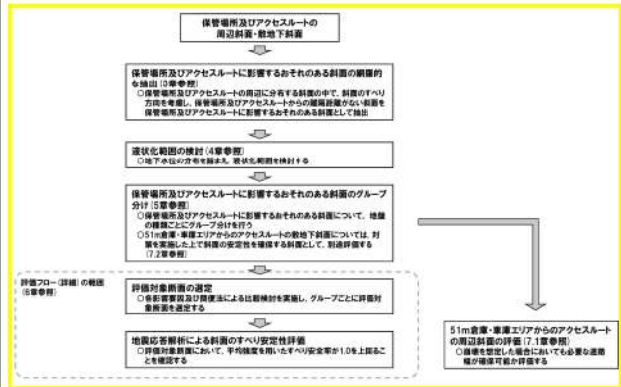 保管場所及びアクセスルートの
周辺斜面・敷地下斜面
保管場所及びアクセスルートに影響するおそれのある斜面の網羅的
な抽出(3章参照)
○保管場所及びアクセスルートの周辺に分布する斜面の中で、斜面のすべり
方向を考慮し、保管場所及びアクセスルートからの離隔距離がない斜面を
保管場所及びアクセスルートに影響するおそれのある斜面として抽出
液状化範囲の検討(4章参照)
○地下水位の分布を踏まえ、液状化範囲を検討する
保管場所及びアクセスルートに影響するおそれのある斜面のグループ
分け(5章参照)
○保管場所及びアクセスルートに影響するおそれのある斜面について、地盤
の種類ごとにグループ分けを行う
○51m倉庫・車庫エリアからのアクセスルートの敷地下斜面については、対
策を実施した上で斜面の安定性を確保する斜面として、別途評価する
(7.2章参照)
評価フロー(詳細)の範囲
(6章参照)
評価対象断面の選定
○各影響要因及び簡便法による比較検討を実施し、グループごとに評価対
象断面を選定する
地震応答解析による斜面のすべり安定性評価
○評価対象断面において、平均強度を用いたすべり安全率が1.0を上回るこ
とを確認する
51m倉庫・車庫エリアからのアクセスルート
の周辺斜面の評価(7.1章参照)
○崩壊を想定した場合においても必要な道路
幅が確保可能か評価する